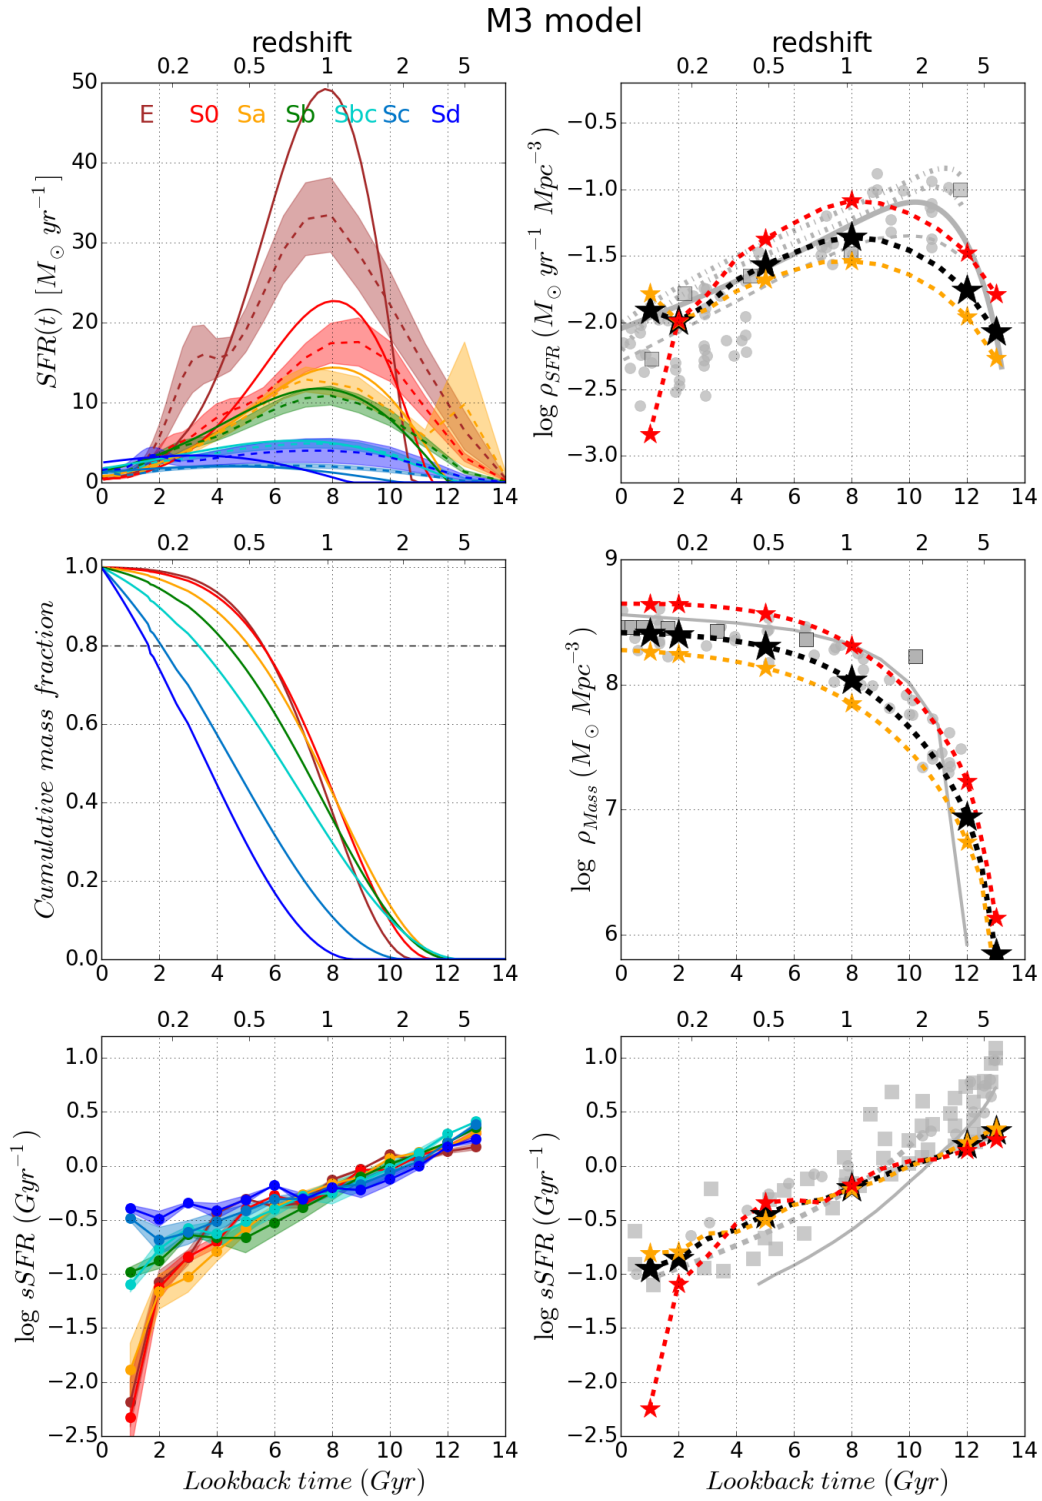 M3 model
redshift
0.2 0.5 1 2 5
50
40
30
20
10
0
SFR(t) [M⊙ yr⁻¹]
E S0 Sa Sb Sbc Sc Sd
0 2 4 6 8 10 12 14
redshift
0.2 0.5 1 2 5
−0.5
−1.0
−1.5
−2.0
−2.5
−3.0
log ρSFR (M⊙ yr⁻¹ Mpc⁻³)
0 2 4 6 8 10 12 14
0.2 0.5 1 2 5
1.0
0.8
0.6
0.4
0.2
0.0
Cumulative mass fraction
0 2 4 6 8 10 12 14
0.2 0.5 1 2 5
9
8
7
6
log ρMass (M⊙ Mpc⁻³)
0 2 4 6 8 10 12 14
0.2 0.5 1 2 5
1.0
0.5
0.0
−0.5
−1.0
−1.5
−2.0
−2.5
log sSFR (Gyr⁻¹)
0 2 4 6 8 10 12 14
Lookback time (Gyr)
0.2 0.5 1 2 5
1.0
0.5
0.0
−0.5
−1.0
−1.5
−2.0
−2.5
log sSFR (Gyr⁻¹)
0 2 4 6 8 10 12 14
Lookback time (Gyr)